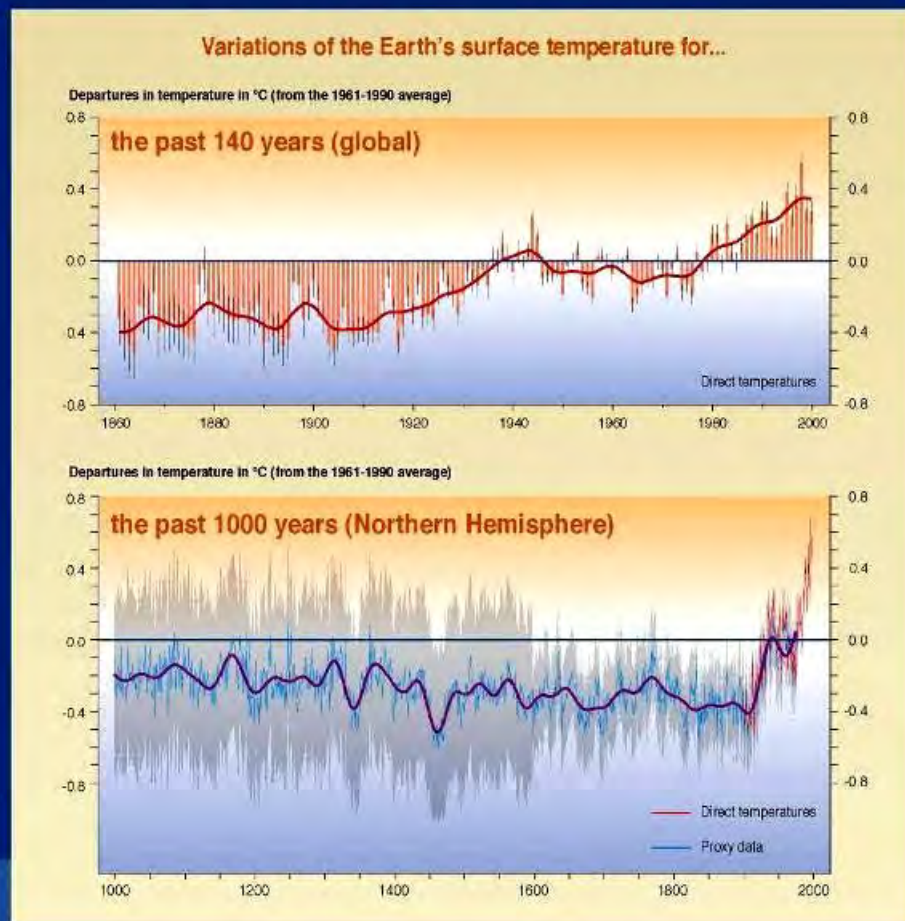 Variations of the Earth's surface temperature for...
Departures in temperature in °C (from the 1961-1990 average)
0.8 0.8
the past 140 years (global)
0.4 0.4
0.0 0.0
0.4 -0.4
Direct temperatures
-0.8 -0.8
1860 1880 1900 1920 1940 1960 1980 2000
Departures in temperature in °C (from the 1961-1990 average)
0.8 0.8
the past 1000 years (Northern Hemisphere)
0.4 0.4
0.0 0.0
-0.4 -0.4
-0.8 -0.8
Direct temperatures
Proxy data
1000 1200 1400 1600 1800 2000